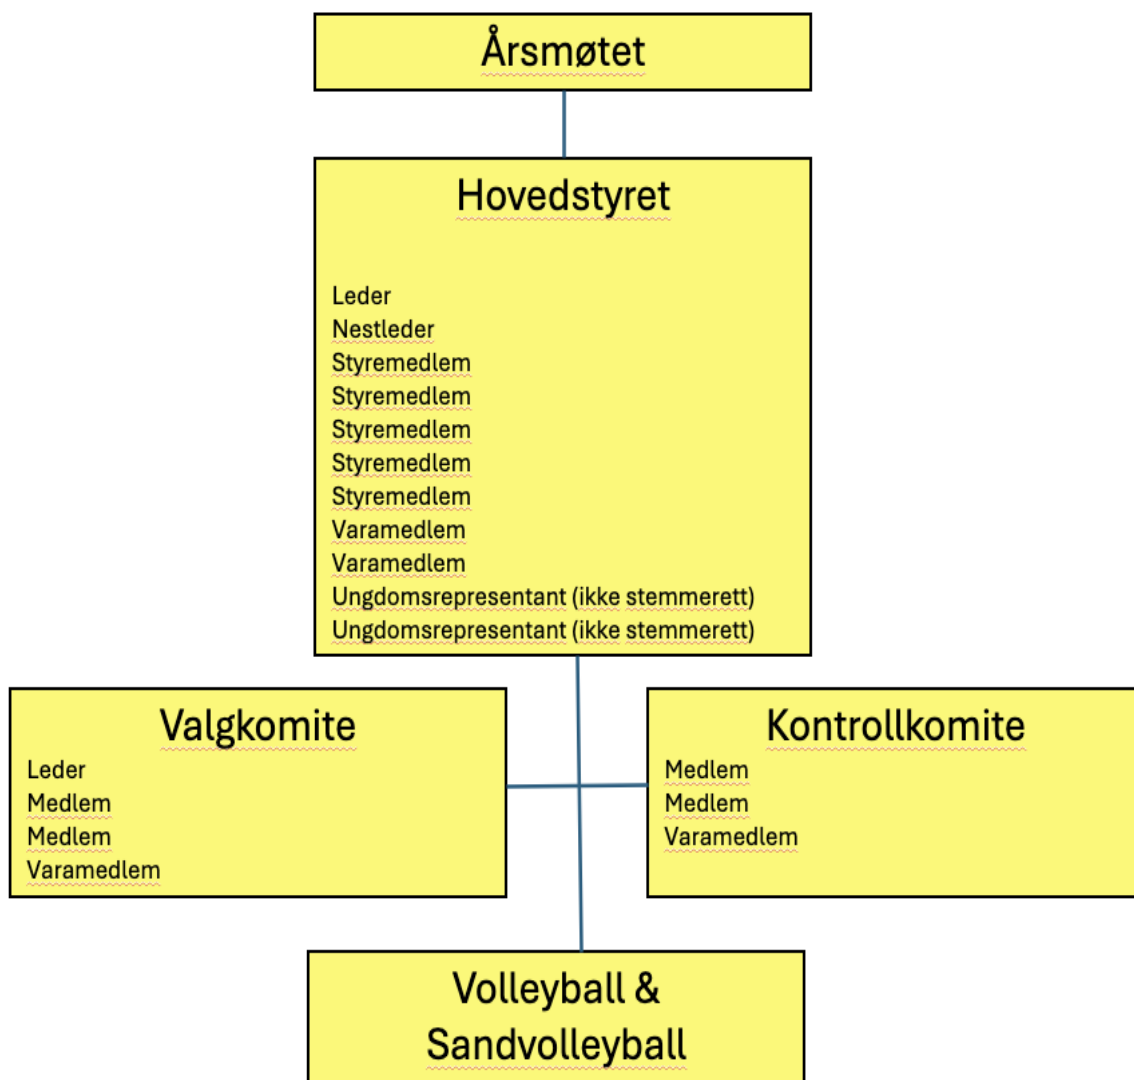 Årsmøtet
Hovedstyret
Leder
Nestleder
Styremedlem
Styremedlem
Styremedlem
Styremedlem
Styremedlem
Varamedlem
Varamedlem
Ungdomsrepresentant (ikke stemmerett)
Ungdomsrepresentant (ikke stemmerett)
Valgkomite
Leder
Medlem
Medlem
Varamedlem
Kontrollkomite
Medlem
Medlem
Varamedlem
Volleyball &
Sandvolleyball